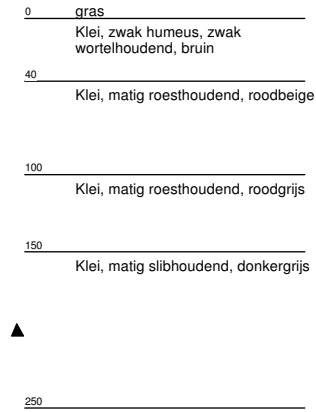 0 gras
Klei, zwak humeus, zwak
wortelhoudend, bruin
40
Klei, matig roesthoudend, roodbeige
100
Klei, matig roesthoudend, roodgrijs
150
Klei, matig slibhoudend, donkergrijs
250